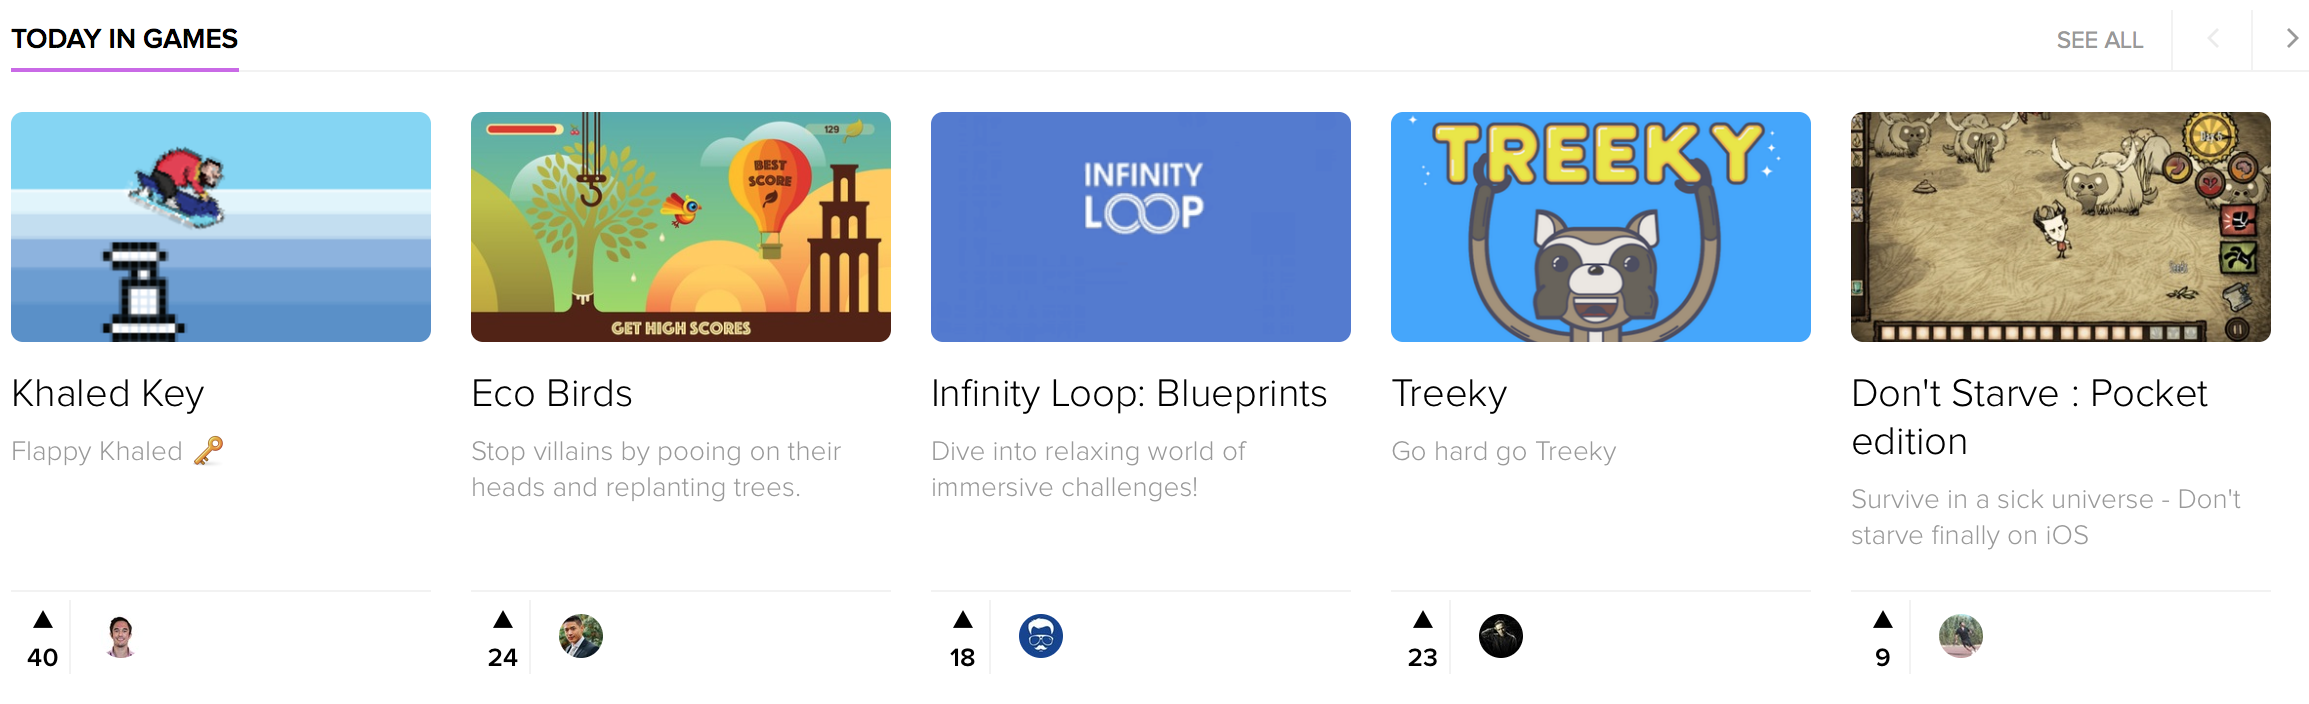 TODAY IN GAMES
SEE ALL
129
BEST
SCORE
GET HIGH SCORES
INFINITY
LOOP
TREEKY
Khaled Key
Flappy Khaled
40
Eco Birds
Stop villains by pooing on their
heads and replanting trees.
24
Infinity Loop: Blueprints
Dive into relaxing world of
immersive challenges!
18
Treeky
Go hard go Treeky
23
Don't Starve : Pocket
edition
Survive in a sick universe - Don't
starve finally on iOS
9